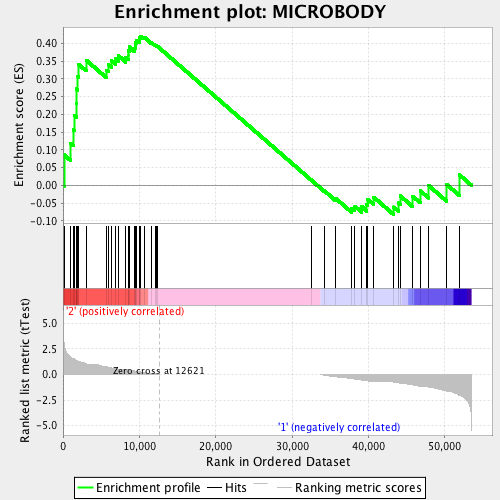 Enrichment plot: MICROBODY
Enrichment score (ES)
0.40
0.35
0.30
0.25
0.20
0.15
0.10
0.05
0.00
-0.05
-0.10
'2' (positively correlated)
Ranked list metric (tTest)
5.0
2.5
0.0
-2.5
-5.0
Zero cross at 12621
'1' (negatively correlated)
0
10,000
20,000
30,000
40,000
50,000
Rank in Ordered Dataset
Enrichment profile
Hits
Ranking metric scores